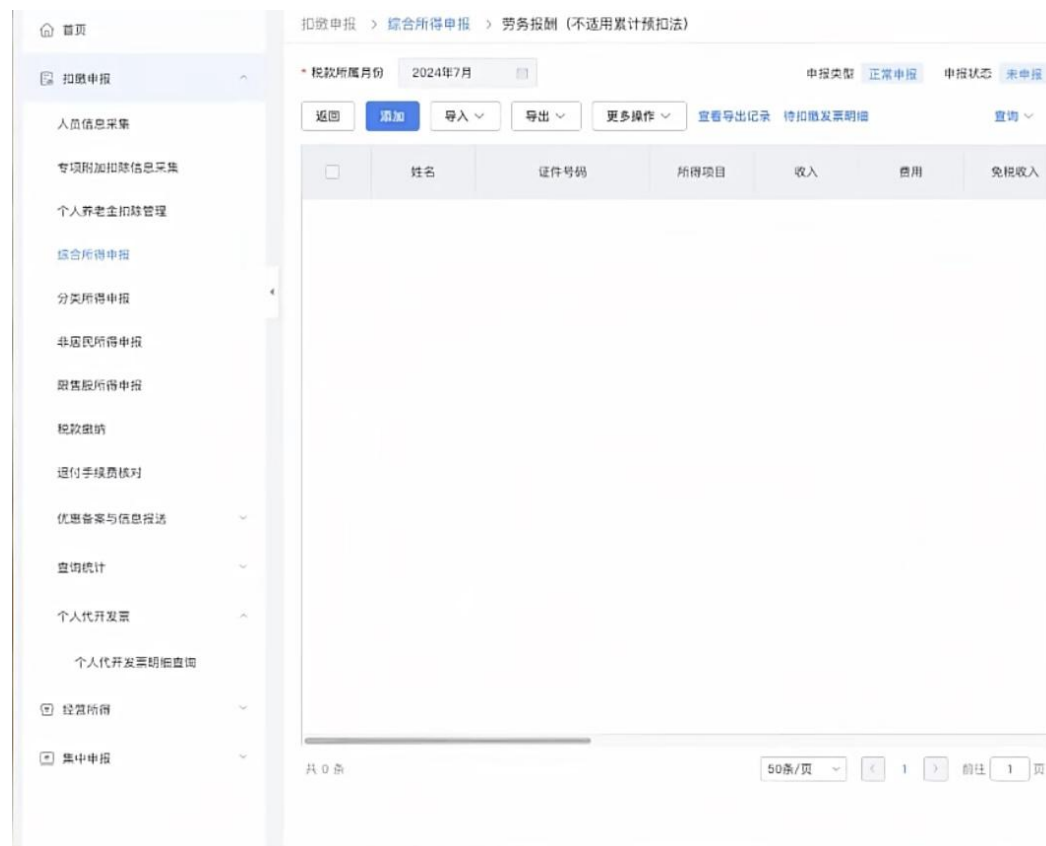 首页
扣缴申报
人员信息采集
专项附加扣除信息采集
个人养老金扣除管理
综合所得申报
分类所得申报
非居民所得申报
限售股所得申报
税款缴纳
退付手续费核对
优惠备案与信息报送
查询统计
个人代开发票
个人代开发票明细查询
经营所得
集中申报
扣缴申报 > 综合所得申报 > 劳务报酬（不适用累计预扣法）
* 税款所属月份 2024年7月 申报类型 正常申报 申报状态 未申报
返回 添加 导入 导出 更多操作 查看导出记录 待扣缴发票明细 查询
姓名 证件号码 所得项目 收入 费用 免税收入
共 0 条 50条/页 < 1 > 前往 1 页